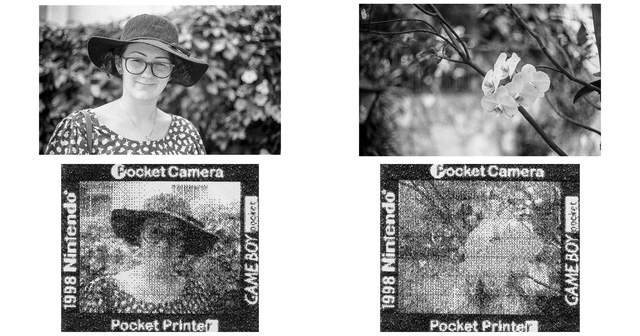 Pocket Camera
1998 Nintendo
GAME BOY pocket
Pocket Printer
Pocket Camera
1998 Nintendo
GAME BOY pocket
Pocket Printer